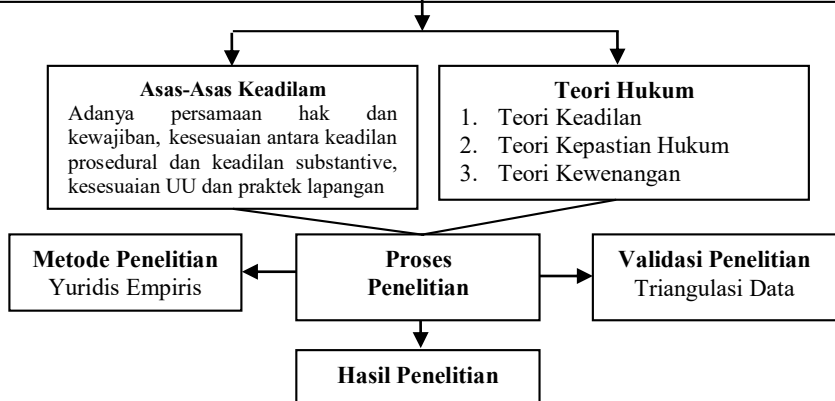 Asas-Asas Keadilam
Adanya persamaan hak dan
kewajiban, kesesuaian antara keadilan
prosedural dan keadilan substantive,
kesesuaian UU dan praktek lapangan
Teori Hukum
1. Teori Keadilan
2. Teori Kepastian Hukum
3. Teori Kewenangan
Metode Penelitian
Yuridis Empiris
Proses
Penelitian
Validasi Penelitian
Triangulasi Data
Hasil Penelitian